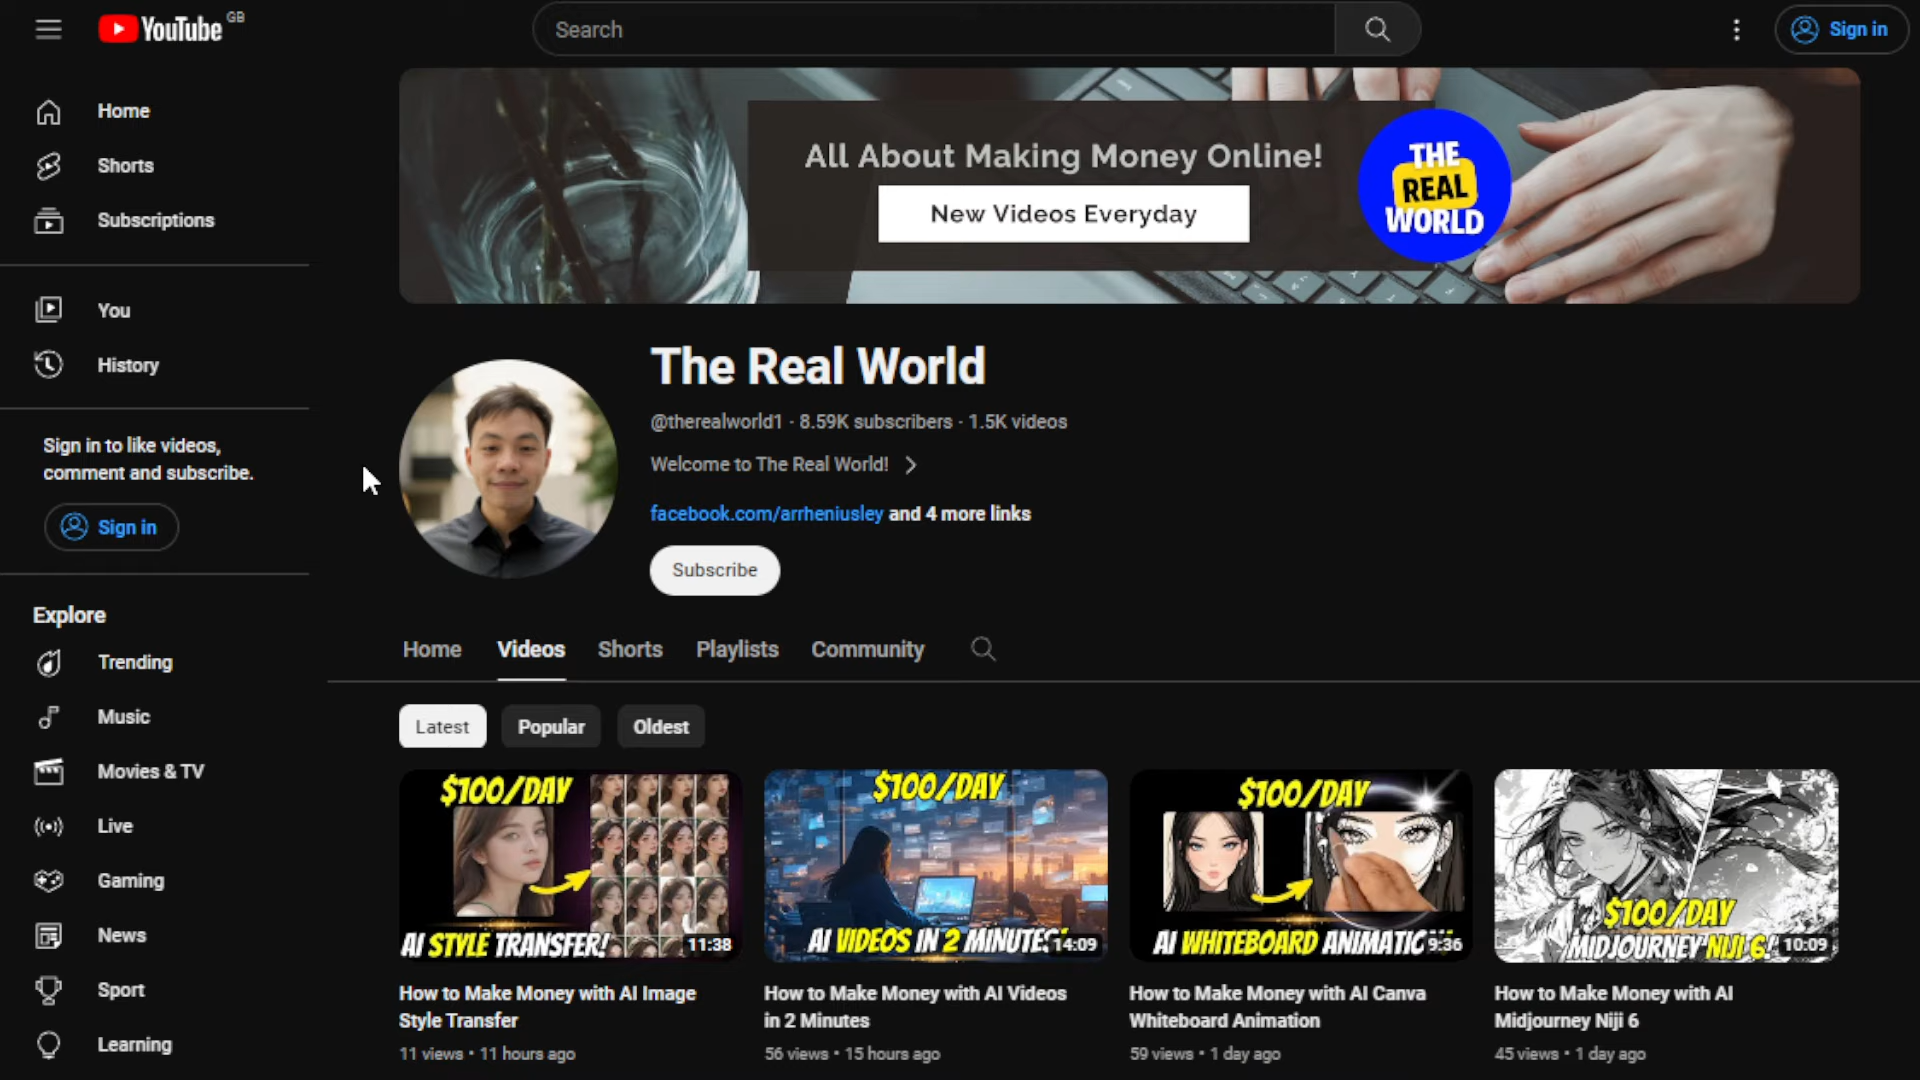 YouTube GB
Search
Sign in
Home
Shorts
Subscriptions
You
History
Sign in to like videos,
comment and subscribe.
Sign in
Explore
Trending
Music
Movies & TV
Live
Gaming
News
Sport
Learning
All About Making Money Online!
New Videos Everyday
THE
REAL
WORLD
The Real World
@therealworld1 · 8.59K subscribers · 1.5K videos
Welcome to The Real World!
facebook.com/arrheniusley and 4 more links
Subscribe
Home Videos Shorts Playlists Community
Latest Popular Oldest
$100/DAY
AI STYLE TRANSFER!
11:38
How to Make Money with AI Image
Style Transfer
11 views • 11 hours ago
$100/DAY
AI VIDEOS IN 2 MINUTES!
14:09
How to Make Money with AI Videos
in 2 Minutes
56 views • 15 hours ago
$100/DAY
AI WHITEBOARD
9:36
How to Make Money with AI Canva
Whiteboard Animation
59 views • 1 day ago
$100/DAY
MIDJOURNEY NIJI 6!
10:09
How to Make Money with AI
Midjourney Niji 6
45 views • 1 day ago